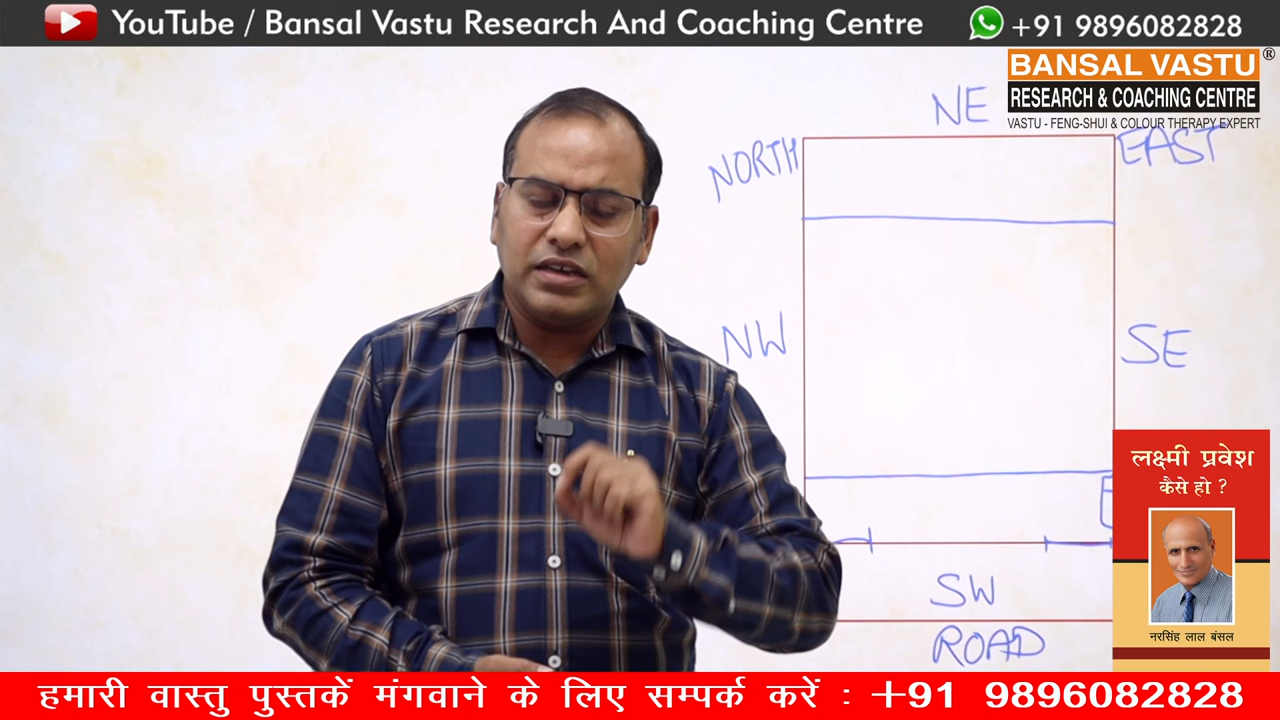 YouTube / Bansal Vastu Research And Coaching Centre
+91 9896082828
BANSAL VASTU ®
RESEARCH & COACHING CENTRE
VASTU - FENG-SHUI & COLOUR THERAPY EXPERT
NE
NORTH
EAST
NW
SE
लक्ष्मी प्रवेश
कैसे हो ?
नरसिंह लाल बंसल
SW
ROAD
हमारी वास्तु पुस्तकें मंगवाने के लिए सम्पर्क करें : +91 9896082828